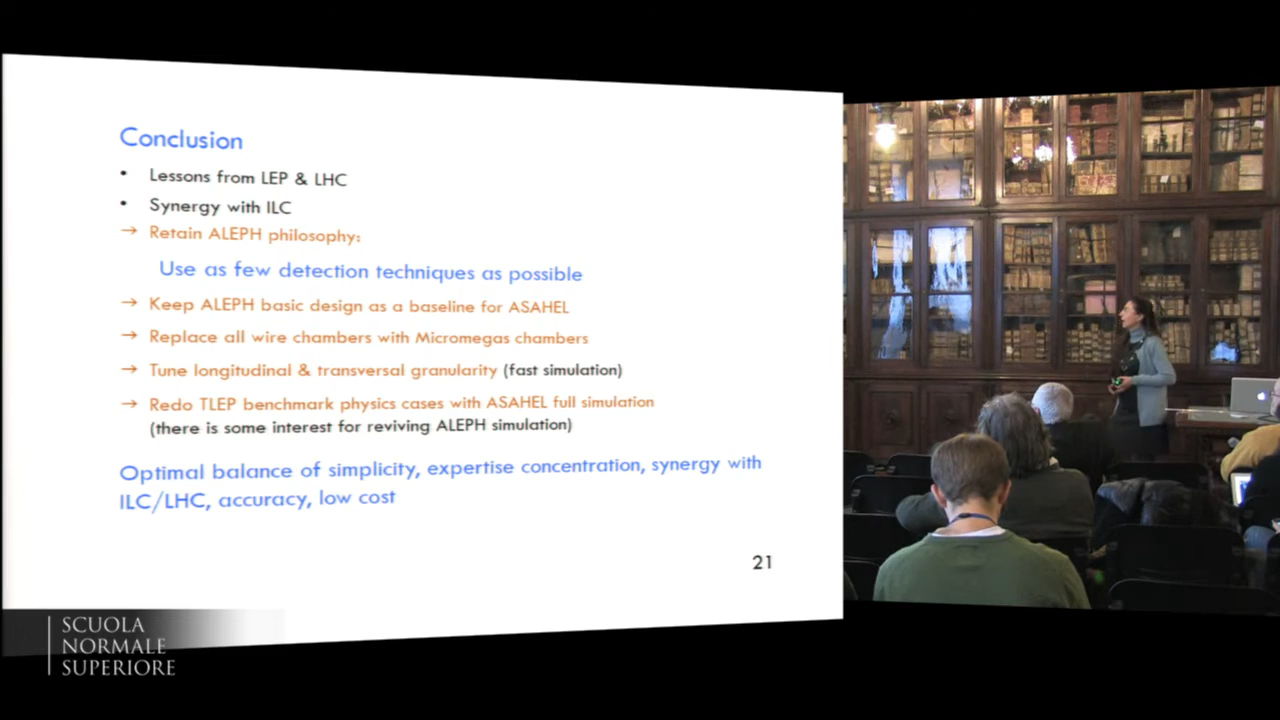 Conclusion
• Lessons from LEP & LHC
• Synergy with ILC
→ Retain ALEPH philosophy:
Use as few detection techniques as possible
→ Keep ALEPH basic design as a baseline for ASAHEL
→ Replace all wire chambers with Micromegas chambers
→ Tune longitudinal & transversal granularity (fast simulation)
→ Redo TLEP benchmark physics cases with ASAHEL full simulation
(there is some interest for reviving ALEPH simulation)
Optimal balance of simplicity, expertise concentration, synergy with
ILC/LHC, accuracy, low cost
21
SCUOLA
NORMALE
SUPERIORE